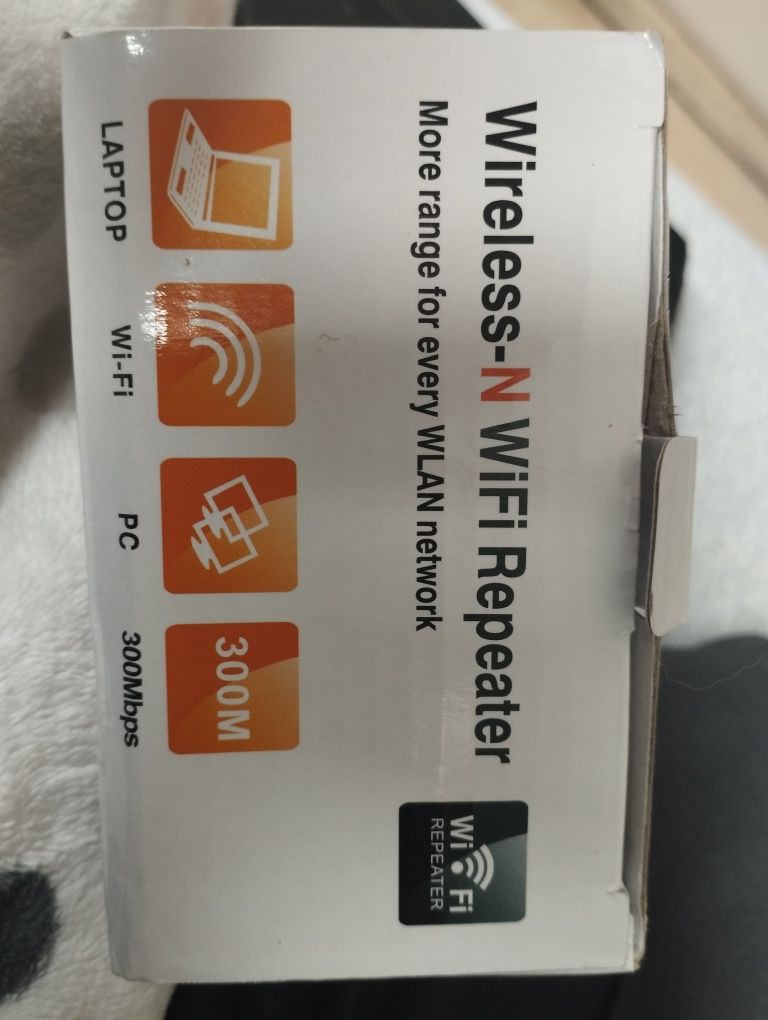 Wireless-N WiFi Repeater
More range for every WLAN network
Wi Fi
REPEATER
300M
LAPTOP
Wi-Fi
PC
300Mbps